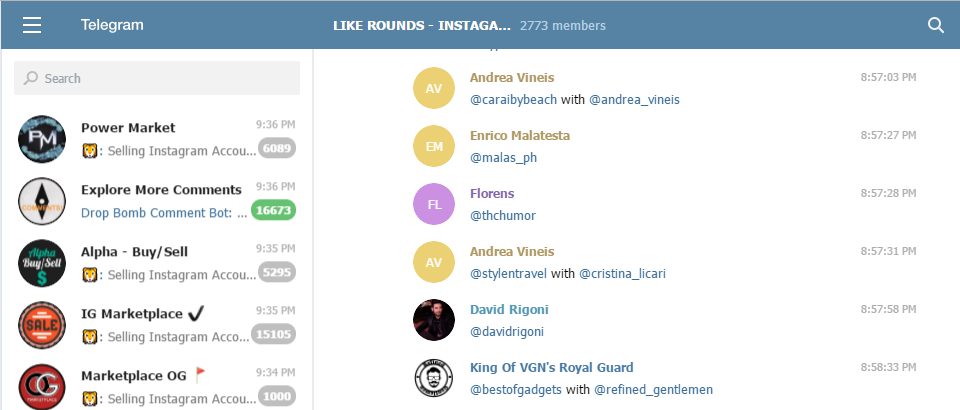 Telegram
LIKE ROUNDS - INSTAGA... 2773 members
Search
Power Market 9:36 PM
🦁: Selling Instagram Accou... 6089
Explore More Comments 9:36 PM
Drop Bomb Comment Bot: ... 16673
Alpha Buy/Sell $
Alpha - Buy/Sell 9:35 PM
🦁: Selling Instagram Accou... 5295
SALE
IG Marketplace ✔ 9:35 PM
🦁: Selling Instagram Accou... 15105
OG
Marketplace OG 🚩 9:34 PM
🦁: Selling Instagram Accou... 1000
AV
Andrea Vineis 8:57:03 PM
@caraibybeach with @andrea_vineis
EM
Enrico Malatesta 8:57:27 PM
@malas_ph
FL
Florens 8:57:28 PM
@thchumor
AV
Andrea Vineis 8:57:31 PM
@stylentravel with @cristina_licari
David Rigoni 8:57:58 PM
@davidrigoni
King Of VGN's Royal Guard 8:58:33 PM
@bestofgadgets with @refined_gentlemen